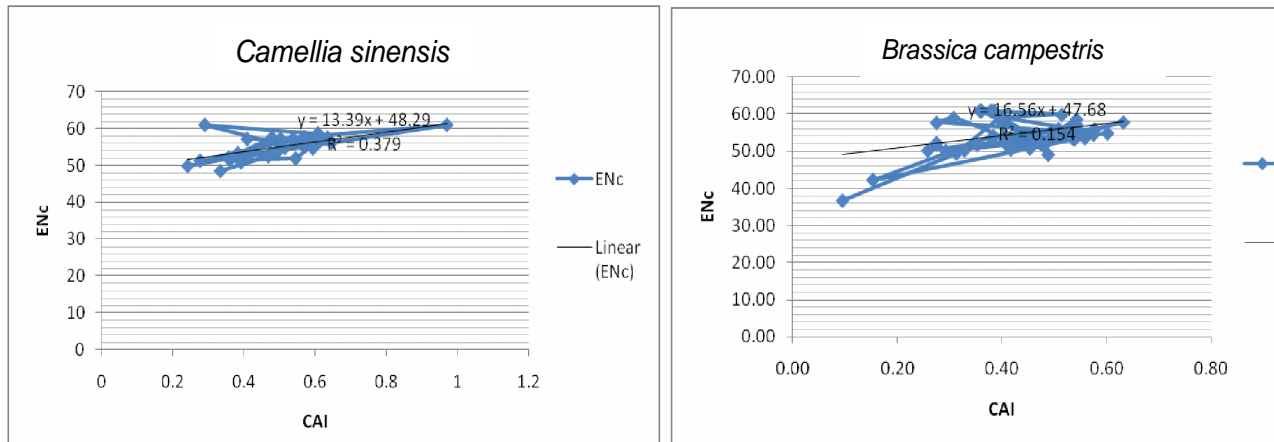 Camellia sinensis
70
60
50
40
30
20
10
0
ENc
y = 13.39x + 48.29
R² = 0.379
0
0.2
0.4
0.6
0.8
1
1.2
CAI
ENc
Linear
(ENc)
Brassica campestris
70.00
60.00
50.00
40.00
30.00
20.00
10.00
0.00
ENc
y = 16.56x + 47.68
R² = 0.154
0.00
0.20
0.40
0.60
0.80
CAI